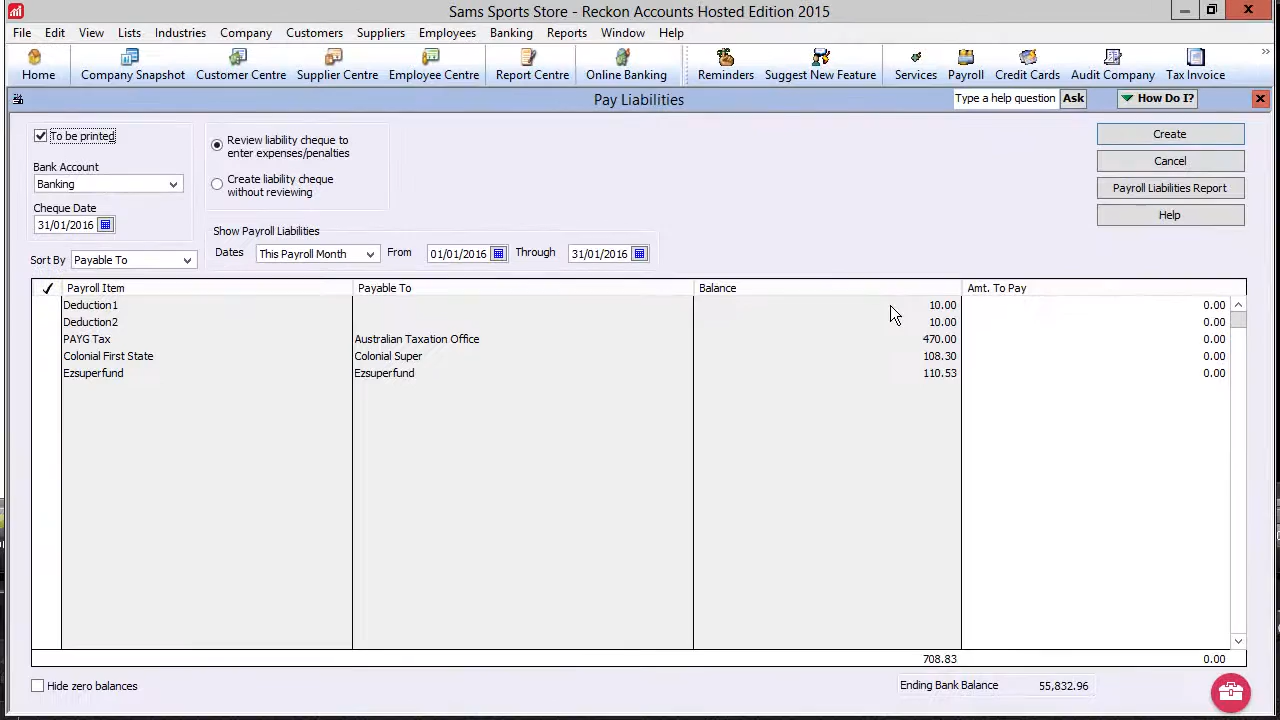 Sams Sports Store - Reckon Accounts Hosted Edition 2015
File Edit View Lists Industries Company Customers Suppliers Employees Banking Reports Window Help
Home Company Snapshot Customer Centre Supplier Centre Employee Centre Report Centre Online Banking Reminders Suggest New Feature Services Payroll Credit Cards Audit Company Tax Invoice
Pay Liabilities Type a help question Ask How Do I?
To be printed
Bank Account
Banking
Cheque Date
31/01/2016
Review liability cheque to
enter expenses/penalties
Create liability cheque
without reviewing
Create
Cancel
Payroll Liabilities Report
Help
Show Payroll Liabilities
Sort By Payable To Dates This Payroll Month From 01/01/2016 Through 31/01/2016
Payroll Item Payable To Balance Amt. To Pay
Deduction1 10.00 0.00
Deduction2 10.00 0.00
PAYG Tax Australian Taxation Office 470.00 0.00
Colonial First State Colonial Super 108.30 0.00
Ezsuperfund Ezsuperfund 110.53 0.00
708.83 0.00
Hide zero balances Ending Bank Balance 55,832.96